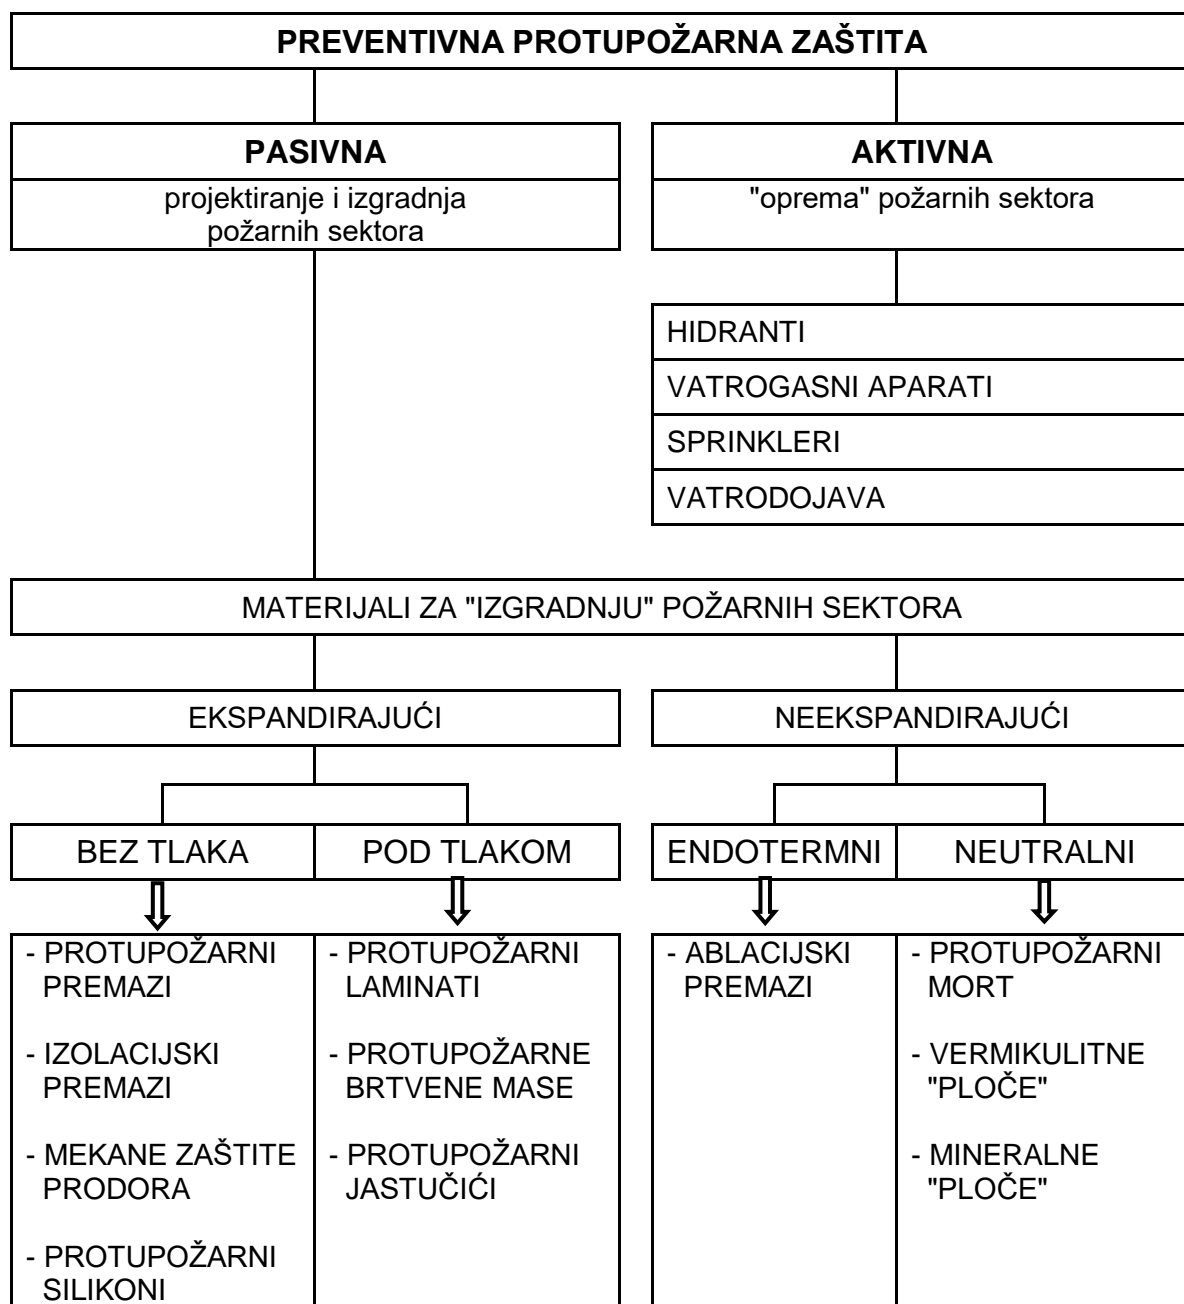 PREVENTIVNA PROTUPOŽARNA ZAŠTITA
PASIVNA
projektiranje i izgradnja
požarnih sektora
AKTIVNA
"oprema" požarnih sektora
HIDRANTI
VATROGASNI APARATI
SPRINKLERI
VATRODOJAVA
MATERIJALI ZA "IZGRADNJU" POŽARNIH SEKTORA
EKSPANDIRAJUĆI
NEEKSPANDIRAJUĆI
BEZ TLAKA
POD TLAKOM
ENDOTERMNI
NEUTRALNI
- PROTUPOŽARNI
PREMAZI
- IZOLACIJSKI
PREMAZI
- MEKANE ZAŠTITE
PRODORA
- PROTUPOŽARNI
SILIKONI
- PROTUPOŽARNI
LAMINATI
- PROTUPOŽARNE
BRTVENE MASE
- PROTUPOŽARNI
JASTUČIĆI
- ABLACIJSKI
PREMAZI
- PROTUPOŽARNI
MORT
- VERMIKULITNE
"PLOČE"
- MINERALNE
"PLOČE"